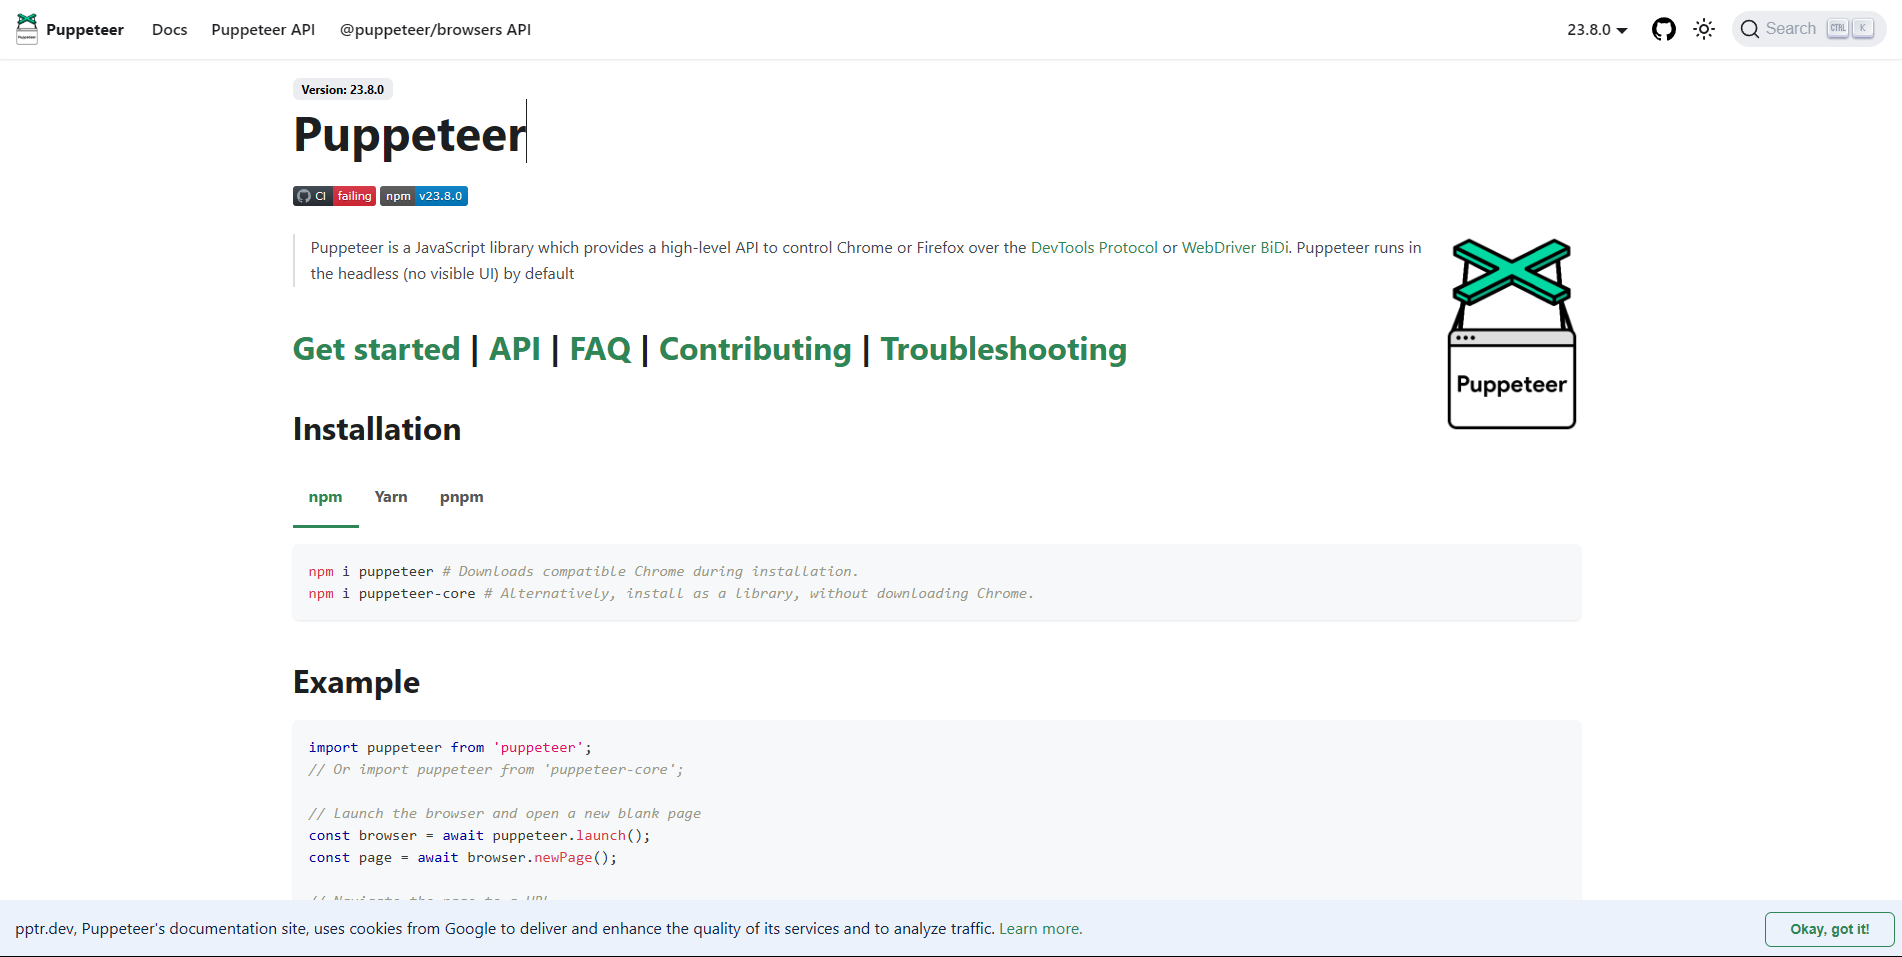 Puppeteer
Puppeteer Docs Puppeteer API @puppeteer/browsers API 23.8.0 Search CTRL K
Version: 23.8.0
Puppeteer
CI failing npm v23.8.0
Puppeteer is a JavaScript library which provides a high-level API to control Chrome or Firefox over the DevTools Protocol or WebDriver BiDi. Puppeteer runs in
the headless (no visible UI) by default
Puppeteer
Get started | API | FAQ | Contributing | Troubleshooting
Installation
npm Yarn pnpm
npm i puppeteer # Downloads compatible Chrome during installation.
npm i puppeteer-core # Alternatively, install as a library, without downloading Chrome.
Example
import puppeteer from 'puppeteer';
// Or import puppeteer from 'puppeteer-core';
// Launch the browser and open a new blank page
const browser = await puppeteer.launch();
const page = await browser.newPage();
// Navigate the page to a URL
pptr.dev, Puppeteer's documentation site, uses cookies from Google to deliver and enhance the quality of its services and to analyze traffic. Learn more.
Okay, got it!